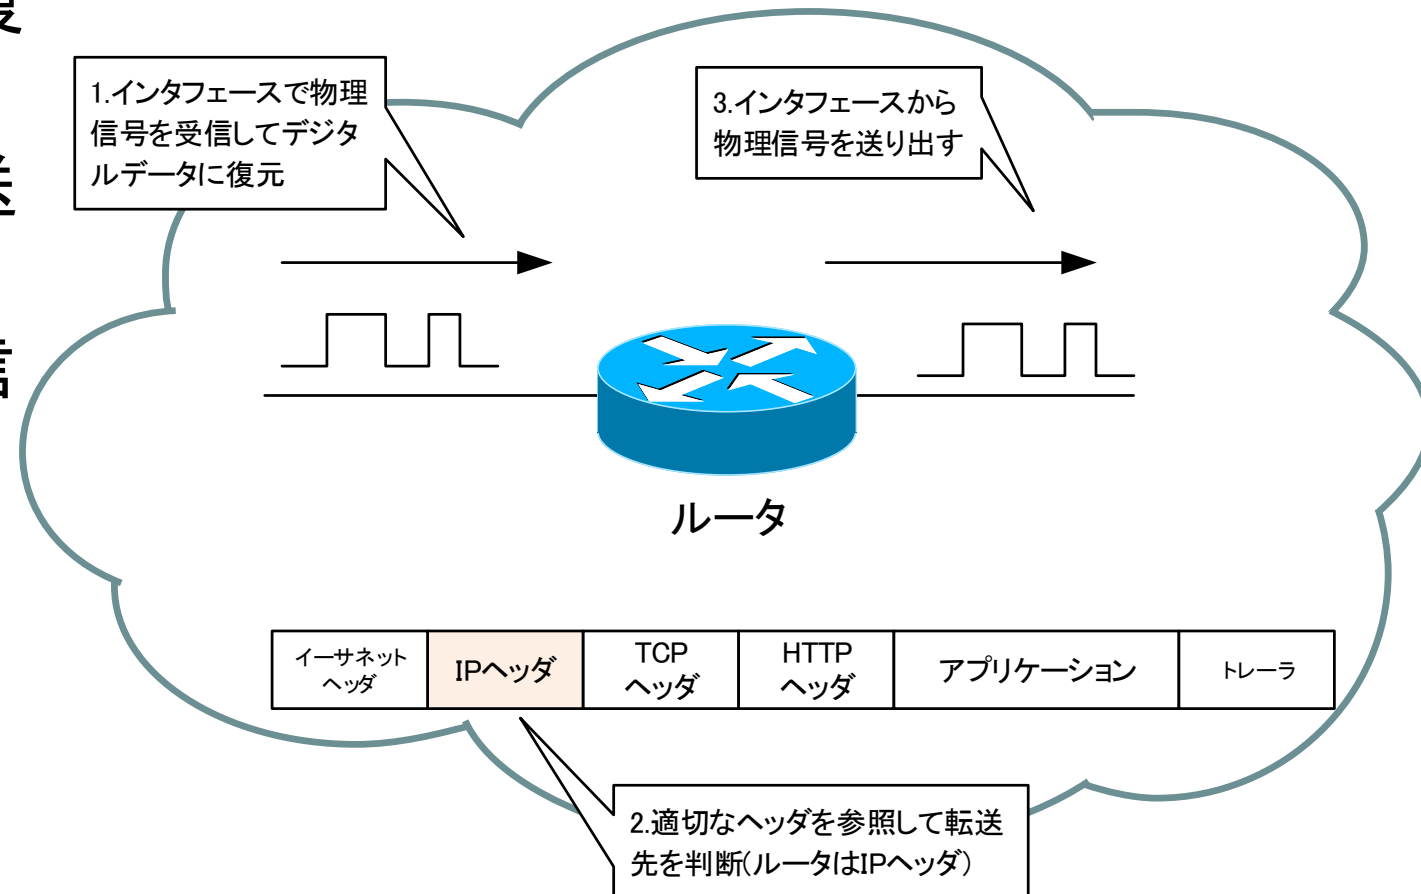 1.インタフェースで物理
信号を受信してデジタ
ルデータに復元
3.インタフェースから
物理信号を送り出す
信
ルータ
イーサネット
ヘッダ
IPヘッダ
TCP
ヘッダ
HTTP
ヘッダ
アプリケーション
トレーラ
2.適切なヘッダを参照して転送
先を判断(ルータはIPヘッダ)